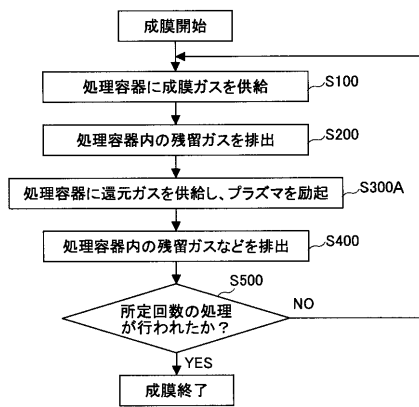 成膜開始
処理容器に成膜ガスを供給
S100
処理容器内の残留ガスを排出
S200
処理容器に還元ガスを供給し、プラズマを励起
S300A
処理容器内の残留ガスなどを排出
S400
S500
所定回数の処理
が行われたか？
NO
YES
成膜終了